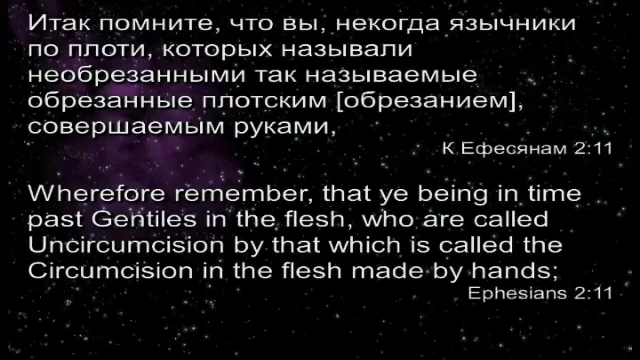 Итак помните, что вы, некогда язычники
по плоти, которых называли
необрезанными так называемые
обрезанные плотским [обрезанием],
совершаемым руками,
К Ефесянам 2:11
Wherefore remember, that ye being in time
past Gentiles in the flesh, who are called
Uncircumcision by that which is called the
Circumcision in the flesh made by hands;
Ephesians 2:11